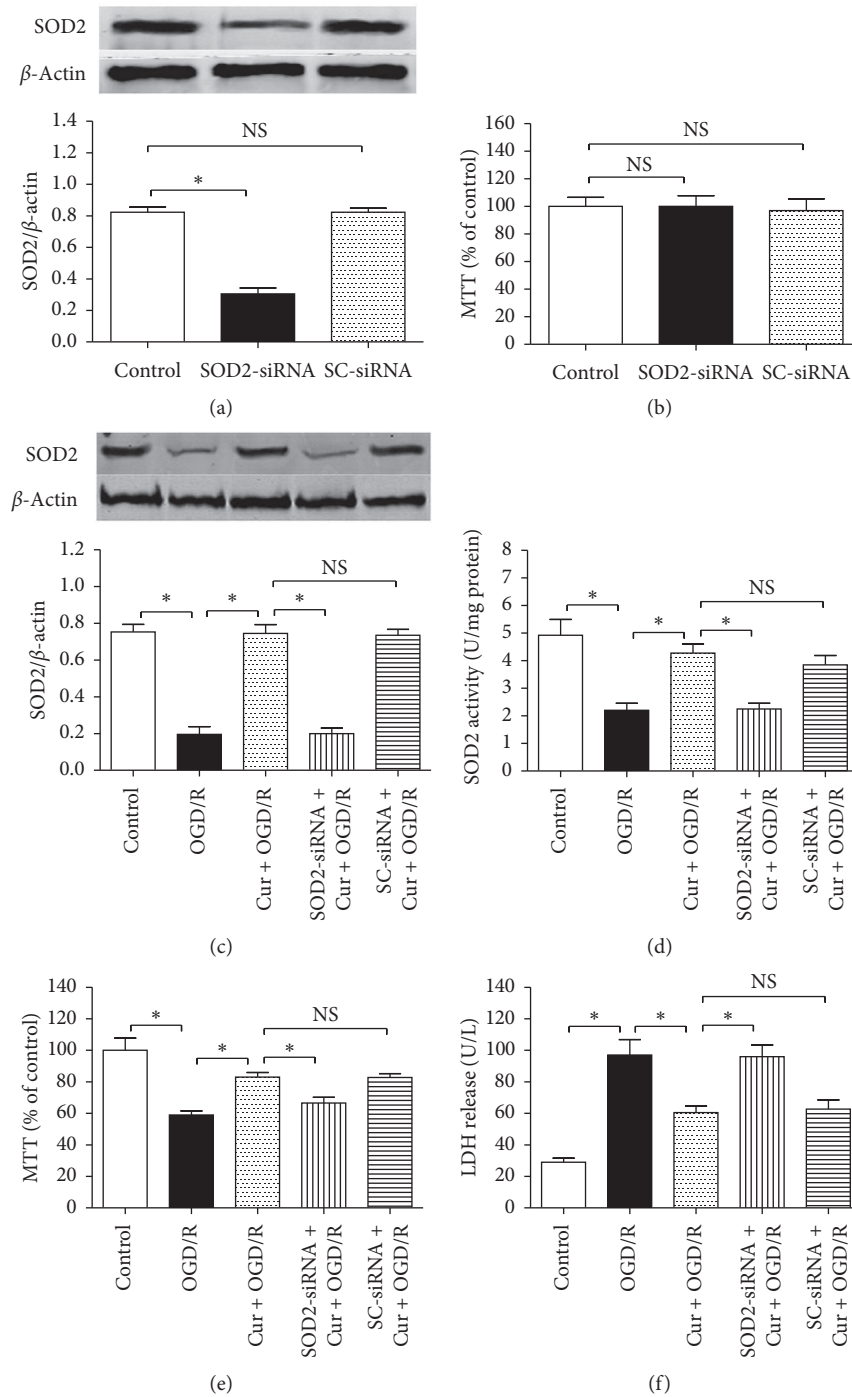 SOD2
β-Actin
1.4
1.2
1.0
0.8
0.6
0.4
0.2
0.0
SOD2/β-actin
NS
*
Control SOD2-siRNA SC-siRNA
(a)
160
140
120
100
80
60
40
20
0
MTT (% of control)
NS
NS
Control SOD2-siRNA SC-siRNA
(b)
SOD2
β-Actin
1.2
1.0
0.8
0.6
0.4
0.2
0.0
SOD2/β-actin
NS
* * *
Control
OGD/R
Cur + OGD/R
SOD2-siRNA +
Cur + OGD/R
SC-siRNA +
Cur + OGD/R
(c)
8
7
6
5
4
3
2
1
0
SOD2 activity (U/mg protein)
NS
*
* *
Control
OGD/R
Cur + OGD/R
SOD2-siRNA +
Cur + OGD/R
SC-siRNA +
Cur + OGD/R
(d)
140
120
100
80
60
40
20
0
MTT (% of control)
NS
*
* *
Control
OGD/R
Cur + OGD/R
SOD2-siRNA +
Cur + OGD/R
SC-siRNA +
Cur + OGD/R
(e)
140
120
100
80
60
40
20
0
LDH release (U/L)
NS
* * *
Control
OGD/R
Cur + OGD/R
SOD2-siRNA +
Cur + OGD/R
SC-siRNA +
Cur + OGD/R
(f)